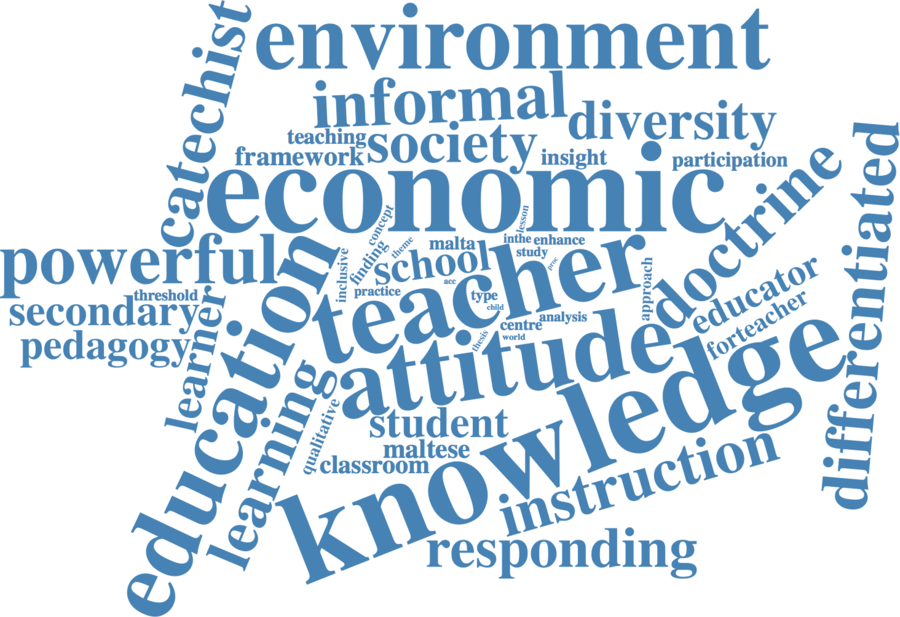 environment
catechist
informal
diversity
teaching
society
framework
insight
participation
economic
doctrine
differentiated
powerful
education
concept
lesson
theme
malta
inthe
enhance
study
inclusive
finding
school
teacher
proc
acc
practice
type
child
approach
threshold
secondary
learner
pedagogy
centre
analysis
world
thesis
educator
forteacher
attitude
knowledge
learning
qualitative
student
maltese
classroom
instruction
responding